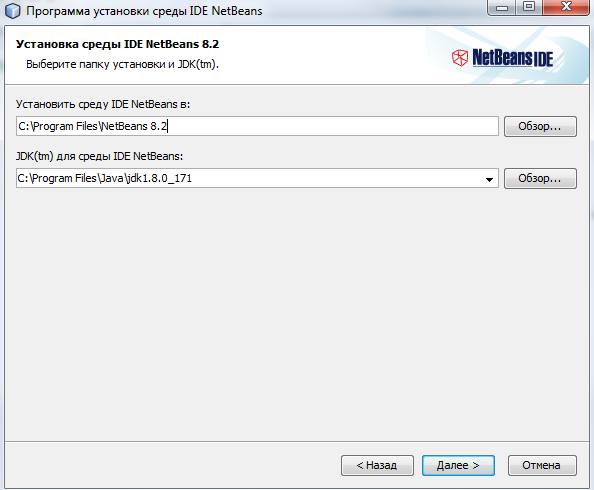 Программа установки среды IDE NetBeans
Установка среды IDE NetBeans 8.2
Выберите папку установки и JDK(tm).
NetBeans IDE
Установить среду IDE NetBeans в:
C:\Program Files\NetBeans 8.2
Обзор...
JDK(tm) для среды IDE NetBeans:
C:\Program Files\Java\jdk1.8.0_171
Обзор...
< Назад
Далее >
Отмена